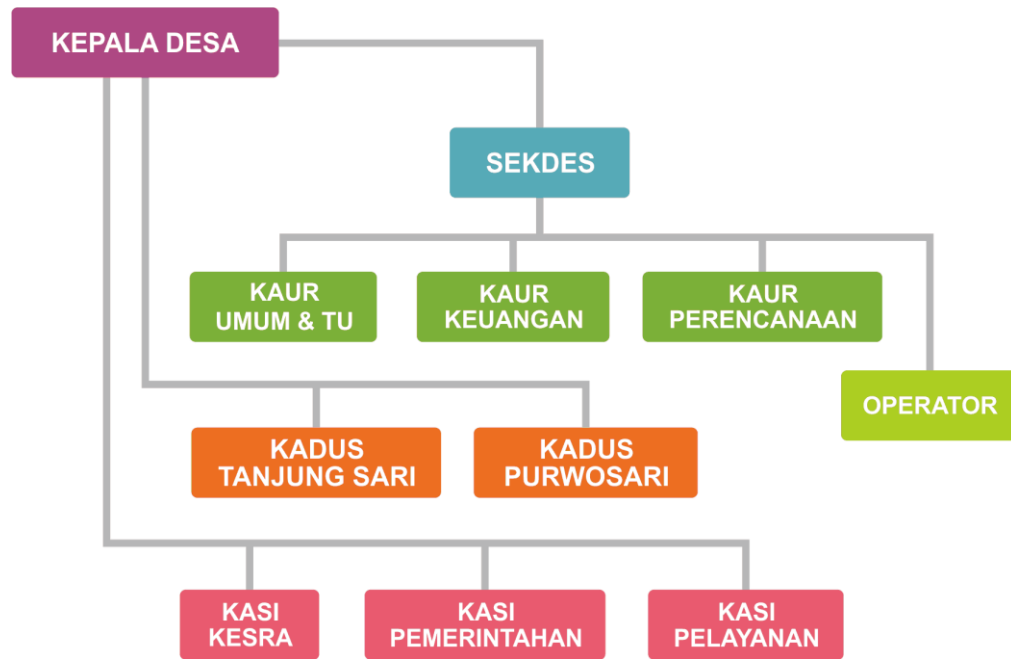 KEPALA DESA
SEKDES
KAUR
UMUM & TU
KAUR
KEUANGAN
KAUR
PERENCANAAN
OPERATOR
KADUS
TANJUNG SARI
KADUS
PURWOSARI
KASI
KESRA
KASI
PEMERINTAHAN
KASI
PELAYANAN